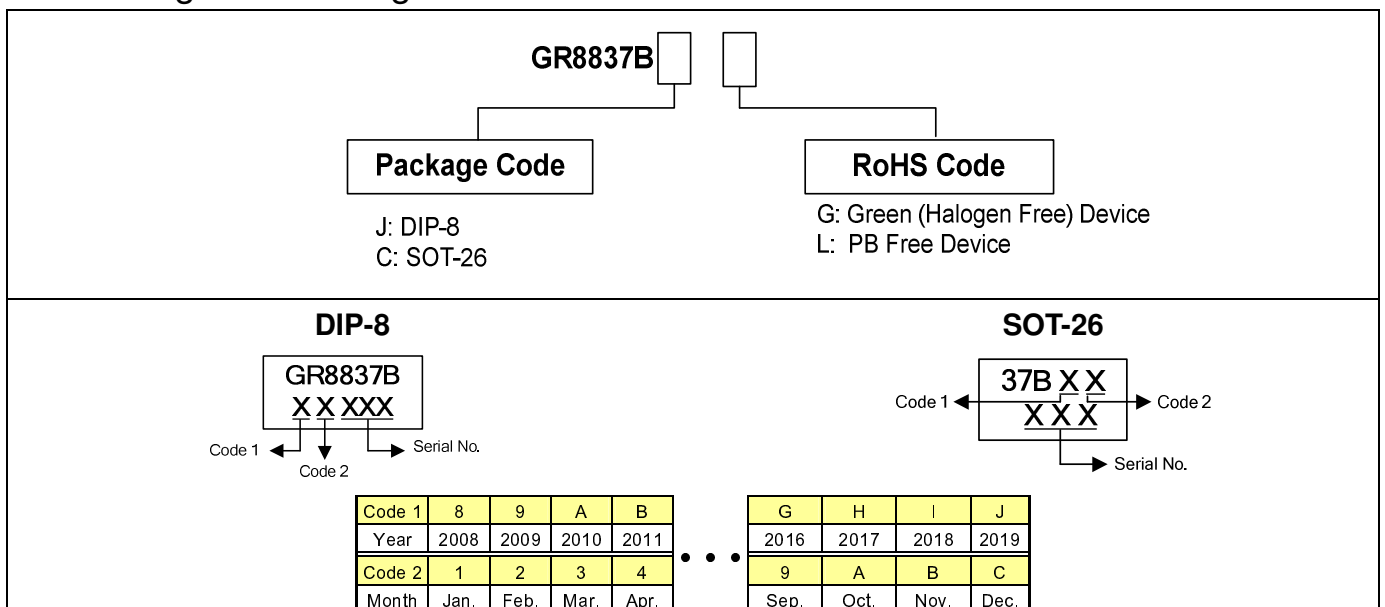 GR8837B
Package Code
RoHS Code
J: DIP-8
C: SOT-26
G: Green (Halogen Free) Device
L: PB Free Device
DIP-8
GR8837B
X X XXX
Code 1
Code 2
Serial No.
SOT-26
37B X X
X X X
Code 1
Code 2
Serial No.
Code 1 8 9 A B • • • G H I J
Year 2008 2009 2010 2011 2016 2017 2018 2019
Code 2 1 2 3 4 9 A B C
Month Jan. Feb. Mar. Apr. Sep. Oct. Nov. Dec.